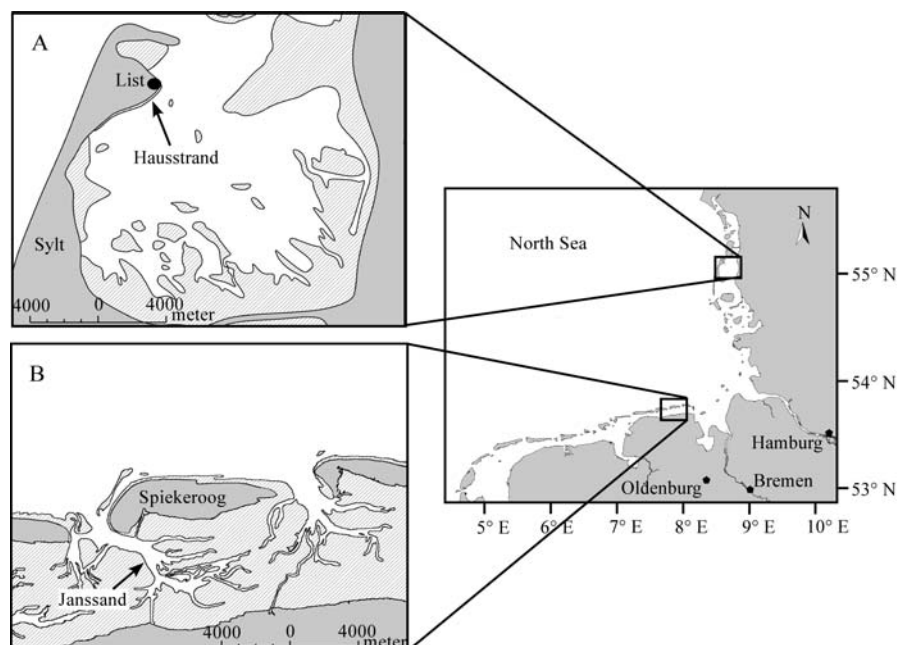 A
List
Hausstrand
Sylt
4000 0 4000
meter
B
Spiekeroog
Janssand
4000 0 4000
meter
North Sea
N
55° N
54° N
Hamburg
Oldenburg
Bremen
53° N
5° E 6° E 7° E 8° E 9° E 10° E